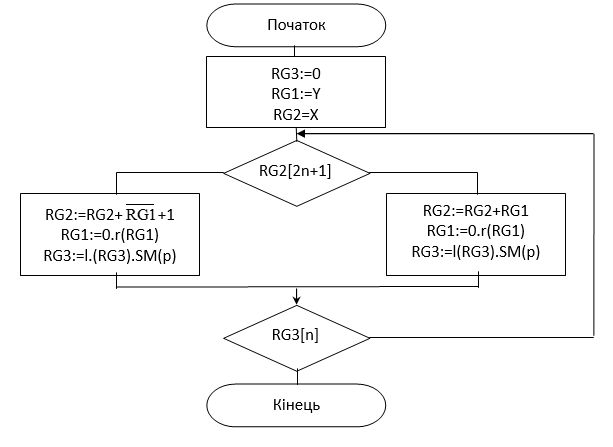 Початок
RG3:=0
RG1:=Y
RG2=X
RG2[2n+1]
RG2:=RG2+ R̅G̅1̅ +1
RG1:=0.r(RG1)
RG3:=l.(RG3).SM(p)
RG2:=RG2+RG1
RG1:=0.r(RG1)
RG3:=l(RG3).SM(p)
RG3[n]
Кінець